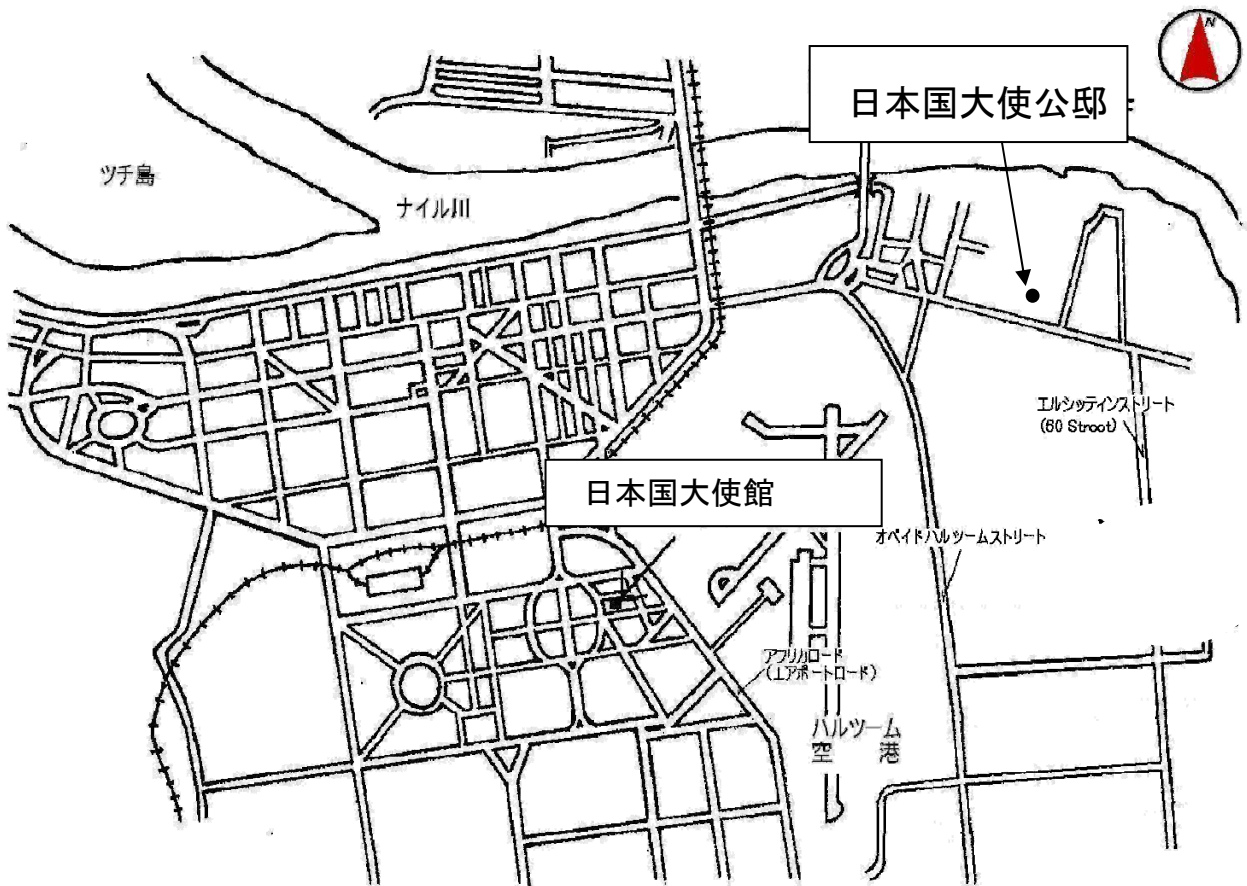 N
日本国大使公邸
ツチ島
ナイル川
エルシッティンストリート
(60 Stroot)
日本国大使館
オベイドハルツームストリート
アフリカロード
(エアポートロード)
ハルツーム
空 港